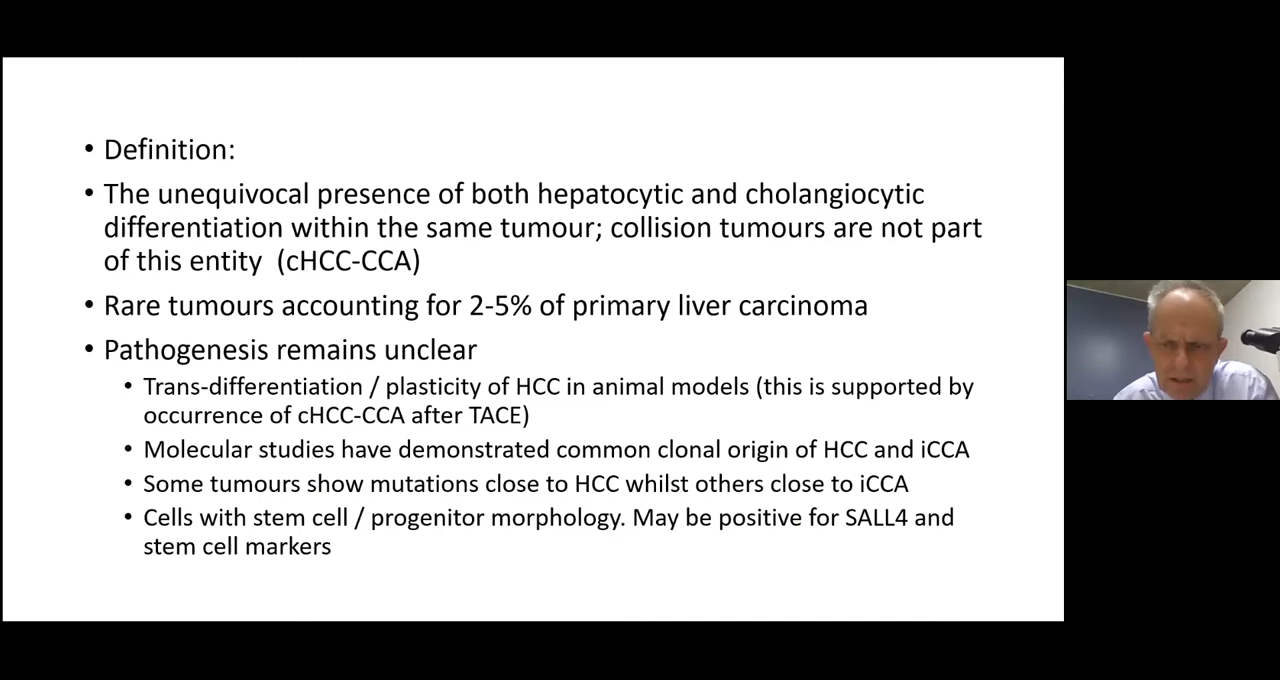 • Definition:
• The unequivocal presence of both hepatocytic and cholangiocytic
differentiation within the same tumour; collision tumours are not part
of this entity (cHCC-CCA)
• Rare tumours accounting for 2-5% of primary liver carcinoma
• Pathogenesis remains unclear
• Trans-differentiation / plasticity of HCC in animal models (this is supported by
occurrence of cHCC-CCA after TACE)
• Molecular studies have demonstrated common clonal origin of HCC and iCCA
• Some tumours show mutations close to HCC whilst others close to iCCA
• Cells with stem cell / progenitor morphology. May be positive for SALL4 and
stem cell markers